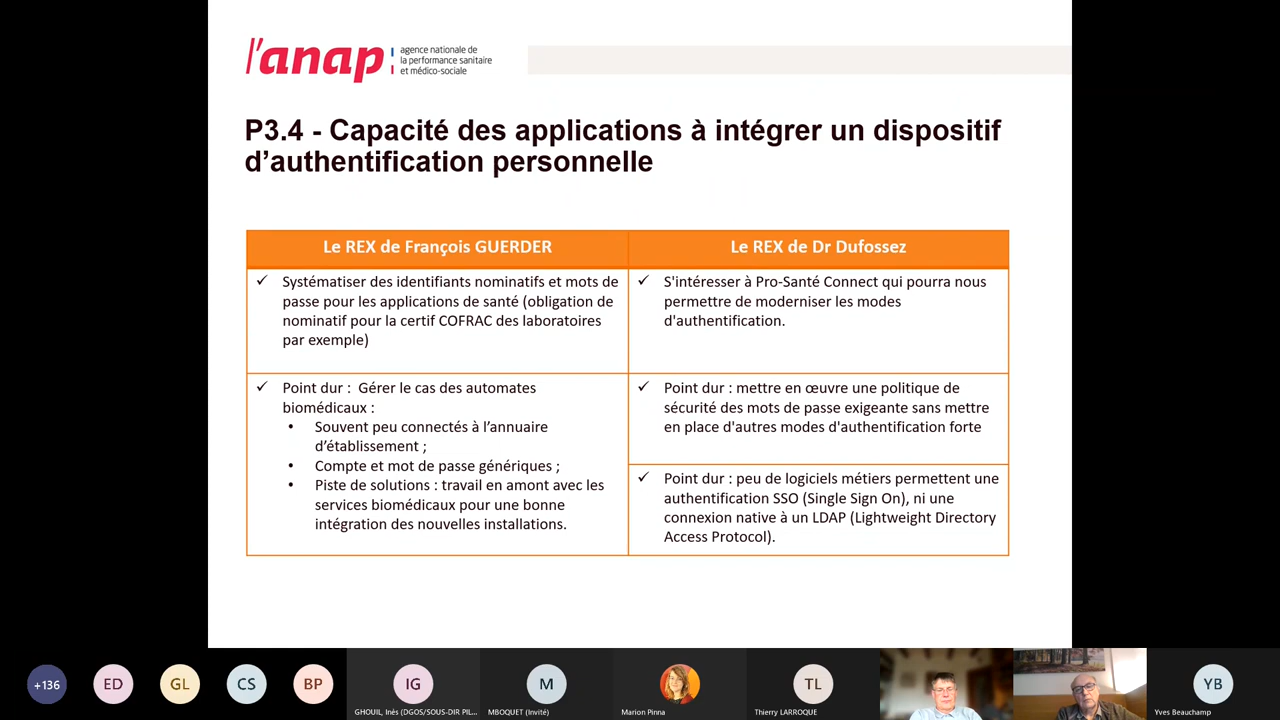 l'anap
agence nationale de
la performance sanitaire
et médico-sociale
P3.4 - Capacité des applications à intégrer un dispositif
d’authentification personnelle
Le REX de François GUERDER
✓ Systématiser des identifiants nominatifs et mots de
passe pour les applications de santé (obligation de
nominatif pour la certif COFRAC des laboratoires
par exemple)
✓ Point dur : Gérer le cas des automates
biomédicaux :
• Souvent peu connectés à l’annuaire
d’établissement ;
• Compte et mot de passe génériques ;
• Piste de solutions : travail en amont avec les
services biomédicaux pour une bonne
intégration des nouvelles installations.
Le REX de Dr Dufossez
✓ S'intéresser à Pro-Santé Connect qui pourra nous
permettre de moderniser les modes
d'authentification.
✓ Point dur : mettre en œuvre une politique de
sécurité des mots de passe exigeante sans mettre
en place d'autres modes d'authentification forte
✓ Point dur : peu de logiciels métiers permettent une
authentification SSO (Single Sign On), ni une
connexion native à un LDAP (Lightweight Directory
Access Protocol).
+136
ED
GL
CS
BP
IG
GHOUIL, Inès (DGOS/SOUS-DIR PIL...
M
MBOQUET (Invité)
Marion Pinna
TL
Thierry LARROQUE
YB
Yves Beauchamp